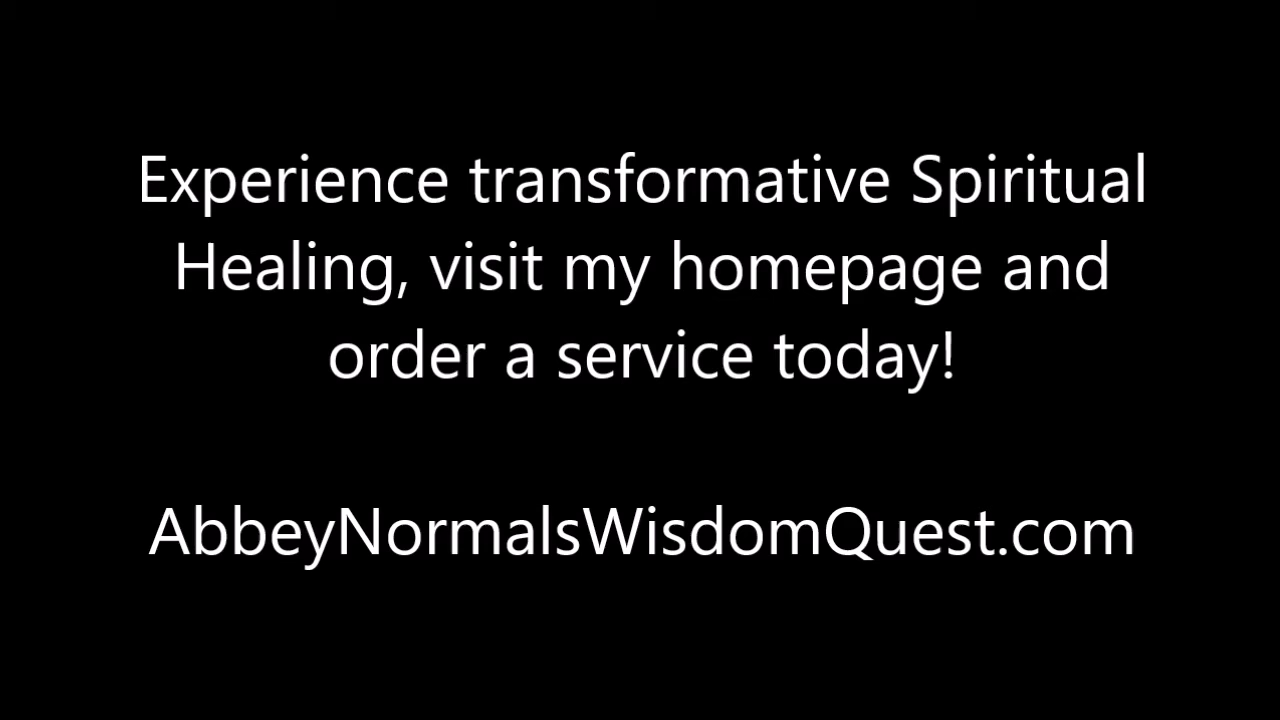 Experience transformative Spiritual
Healing, visit my homepage and
order a service today!
AbbeyNormalsWisdomQuest.com